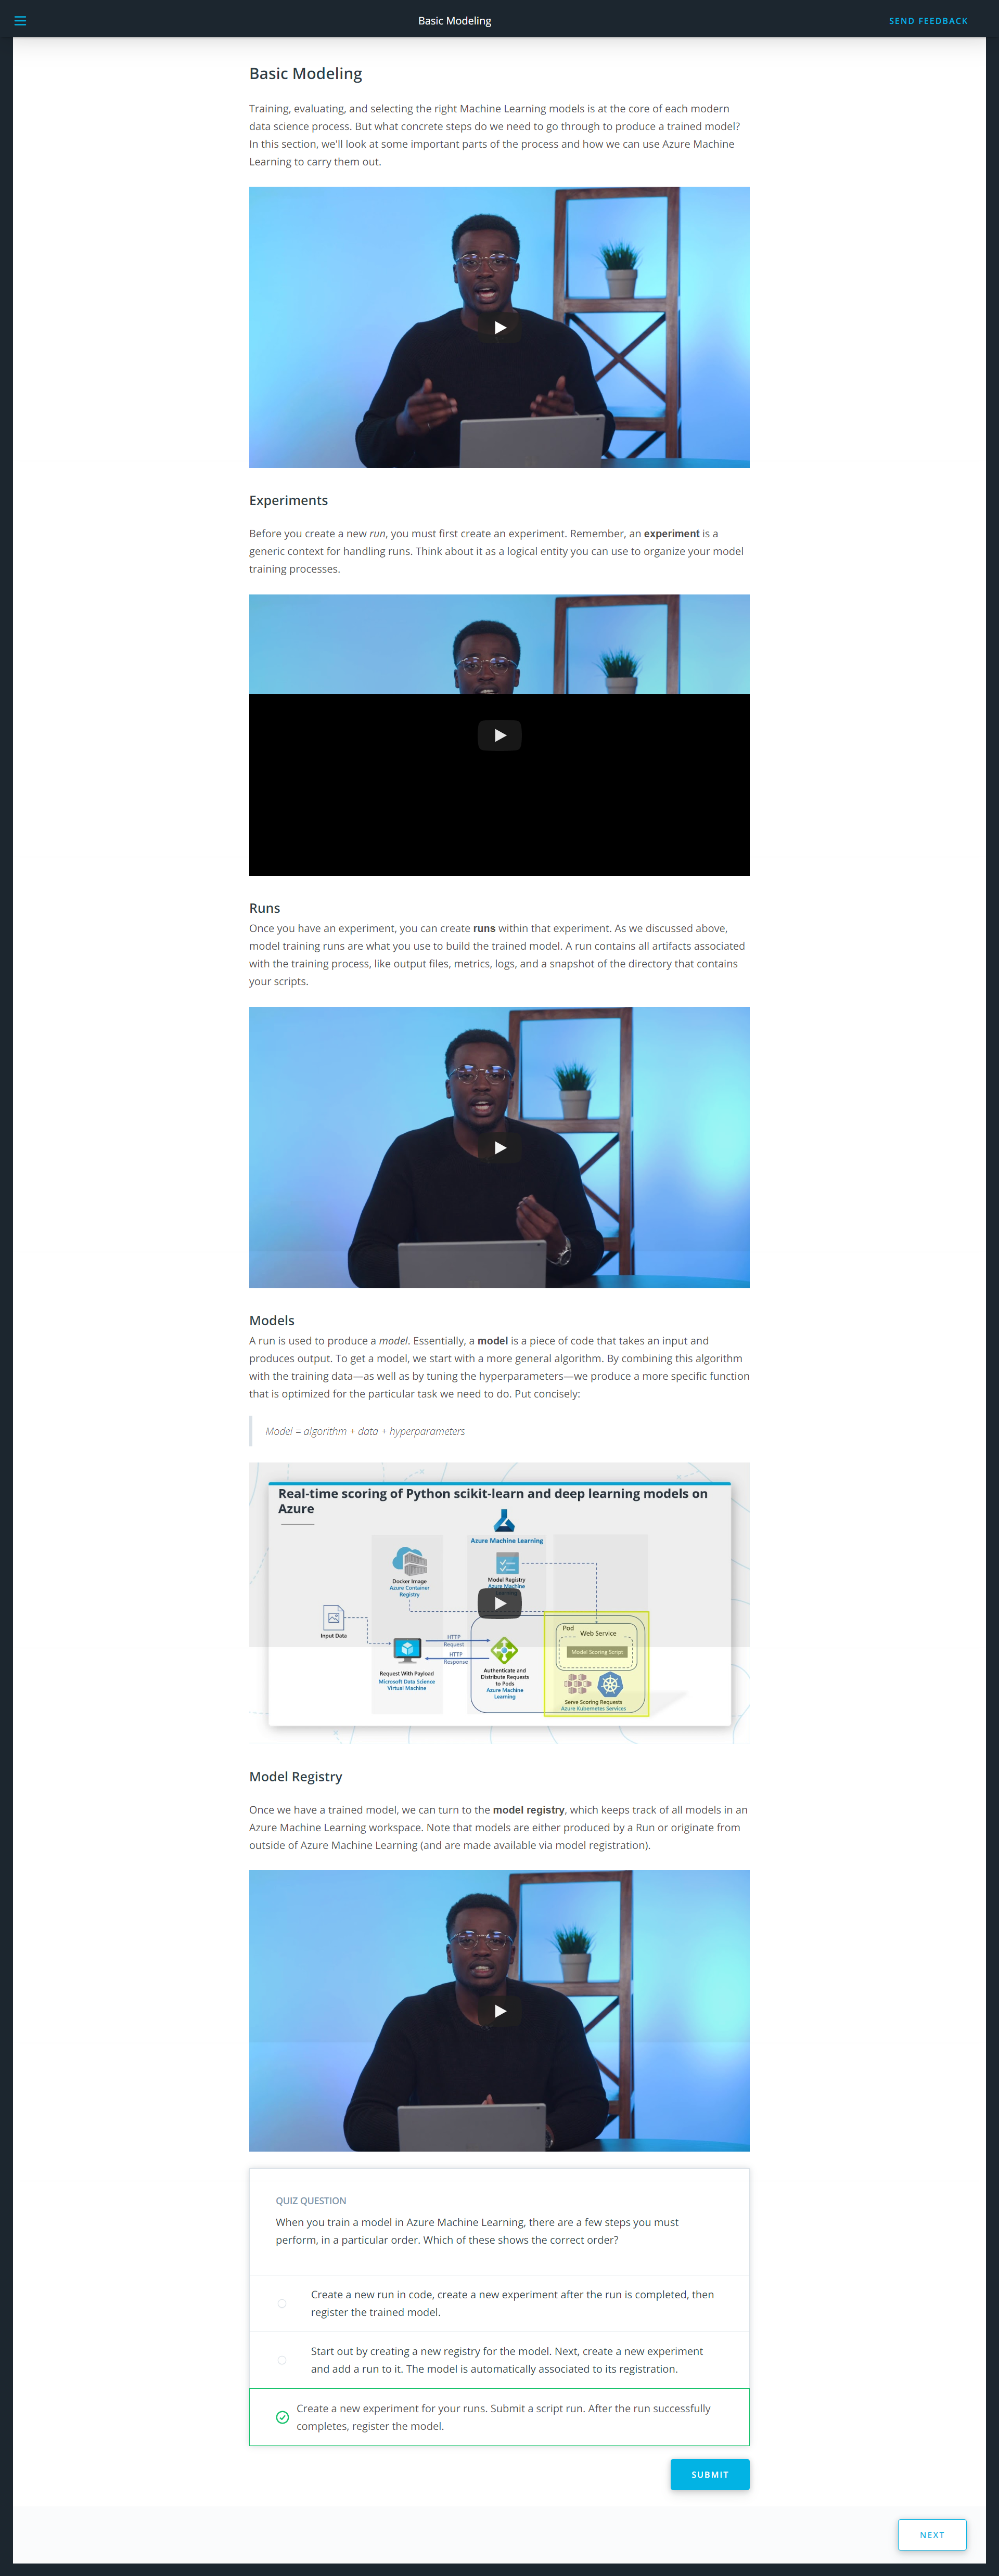 Basic Modeling
SEND FEEDBACK
Basic Modeling
Training, evaluating, and selecting the right Machine Learning models is at the core of each modern
data science process. But what concrete steps do we need to go through to produce a trained model?
In this section, we'll look at some important parts of the process and how we can use Azure Machine
Learning to carry them out.
Experiments
Before you create a new run, you must first create an experiment. Remember, an experiment is a
generic context for handling runs. Think about it as a logical entity you can use to organize your model
training processes.
Runs
Once you have an experiment, you can create runs within that experiment. As we discussed above,
model training runs are what you use to build the trained model. A run contains all artifacts associated
with the training process, like output files, metrics, logs, and a snapshot of the directory that contains
your scripts.
Models
A run is used to produce a model. Essentially, a model is a piece of code that takes an input and
produces output. To get a model, we start with a more general algorithm. By combining this algorithm
with the training data—as well as by tuning the hyperparameters—we produce a more specific function
that is optimized for the particular task we need to do. Put concisely:
Model = algorithm + data + hyperparameters
Real-time scoring of Python scikit-learn and deep learning models on
Azure
Azure Machine Learning
Docker Image
Azure Container
Registry
Model Registry
Azure Machine
Input Data
HTTP
Request
HTTP
Response
Request With Payload
Microsoft Data Science
Virtual Machine
Authenticate and
Distribute Requests
to Pods
Azure Machine
Learning
Pod
Web Service
Model Scoring Script
Serve Scoring Requests
Azure Kubernetes Services
Model Registry
Once we have a trained model, we can turn to the model registry, which keeps track of all models in an
Azure Machine Learning workspace. Note that models are either produced by a Run or originate from
outside of Azure Machine Learning (and are made available via model registration).
QUIZ QUESTION
When you train a model in Azure Machine Learning, there are a few steps you must
perform, in a particular order. Which of these shows the correct order?
Create a new run in code, create a new experiment after the run is completed, then
register the trained model.
Start out by creating a new registry for the model. Next, create a new experiment
and add a run to it. The model is automatically associated to its registration.
Create a new experiment for your runs. Submit a script run. After the run successfully
completes, register the model.
SUBMIT
NEXT